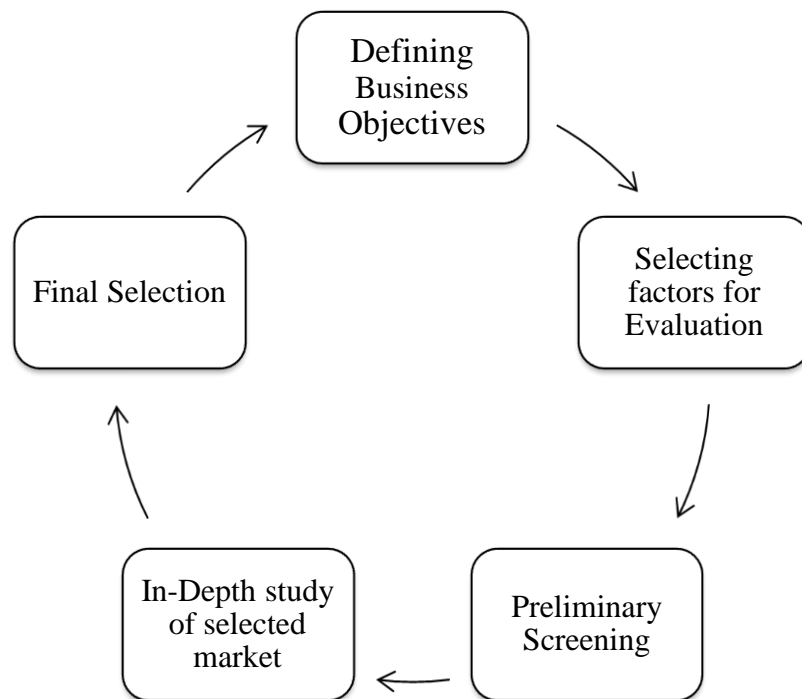 Defining
Business
Objectives
Selecting
factors for
Evaluation
Preliminary
Screening
In-Depth study
of selected
market
Final Selection